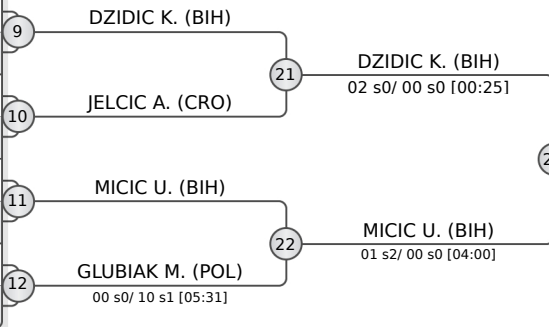 9
DZIDIC K. (BIH)
21
DZIDIC K. (BIH)
02 s0/ 00 s0 [00:25]
10
JELCIC A. (CRO)
2
11
MICIC U. (BIH)
22
MICIC U. (BIH)
01 s2/ 00 s0 [04:00]
12
GLUBIAK M. (POL)
00 s0/ 10 s1 [05:31]